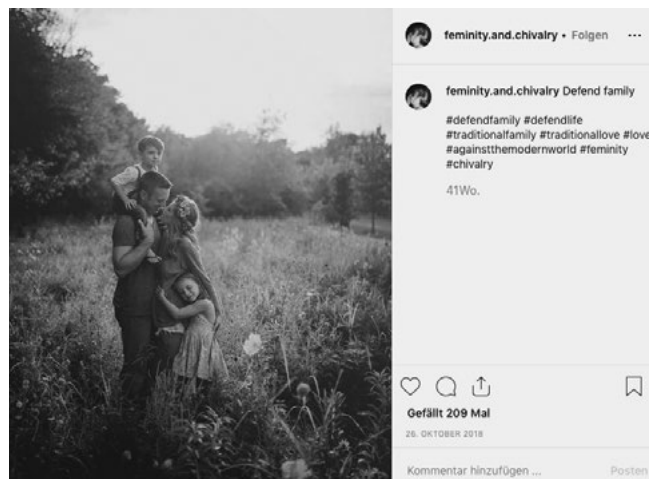 feminity.and.chivalry • Folgen ...
feminity.and.chivalry Defend family
#defendfamily #defendlife
#traditionalfamily #traditionallove #love
#againstthemodernworld #feminity
#chivalry
41Wo.
Gefällt 209 Mal
26. OKTOBER 2018
Kommentar hinzufügen ... Posten